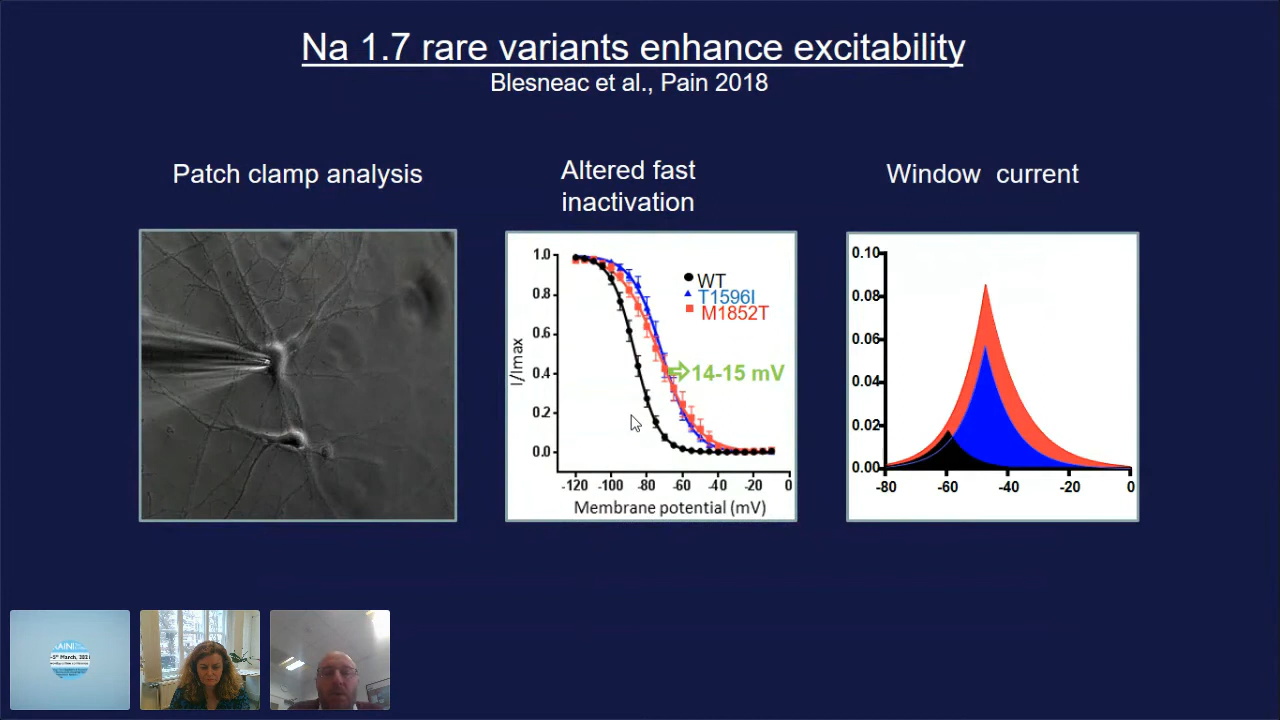 Na 1.7 rare variants enhance excitability
Blesneac et al., Pain 2018
Patch clamp analysis
Altered fast
inactivation
Window current
1.0
0.8
0.6
0.4
0.2
0.0
I/Imax
WT
T1596I
M1852T
14-15 mV
-120 -100 -80 -60 -40 -20 0
Membrane potential (mV)
0.10
0.08
0.06
0.04
0.02
0.00
-80 -60 -40 -20 0